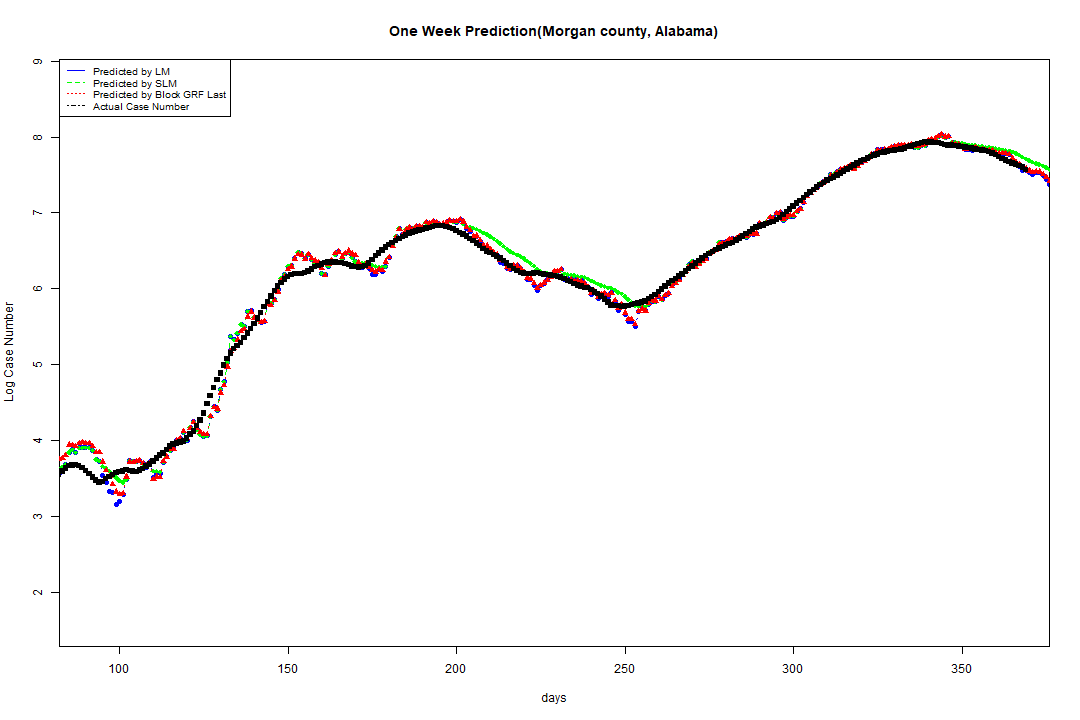 One Week Prediction(Morgan county, Alabama)
Predicted by LM
Predicted by SLM
Predicted by Block GRF Last
Actual Case Number
Log Case Number
9
8
7
6
5
4
3
2
100 150 200 250 300 350
days